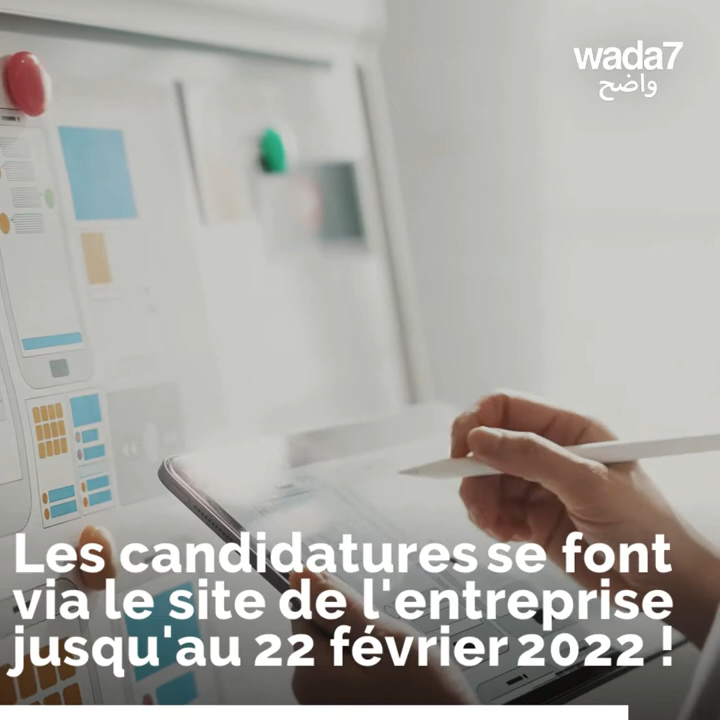 wada7
واضح
Les candidatures se font
via le site de l'entreprise
jusqu'au 22 février 2022 !